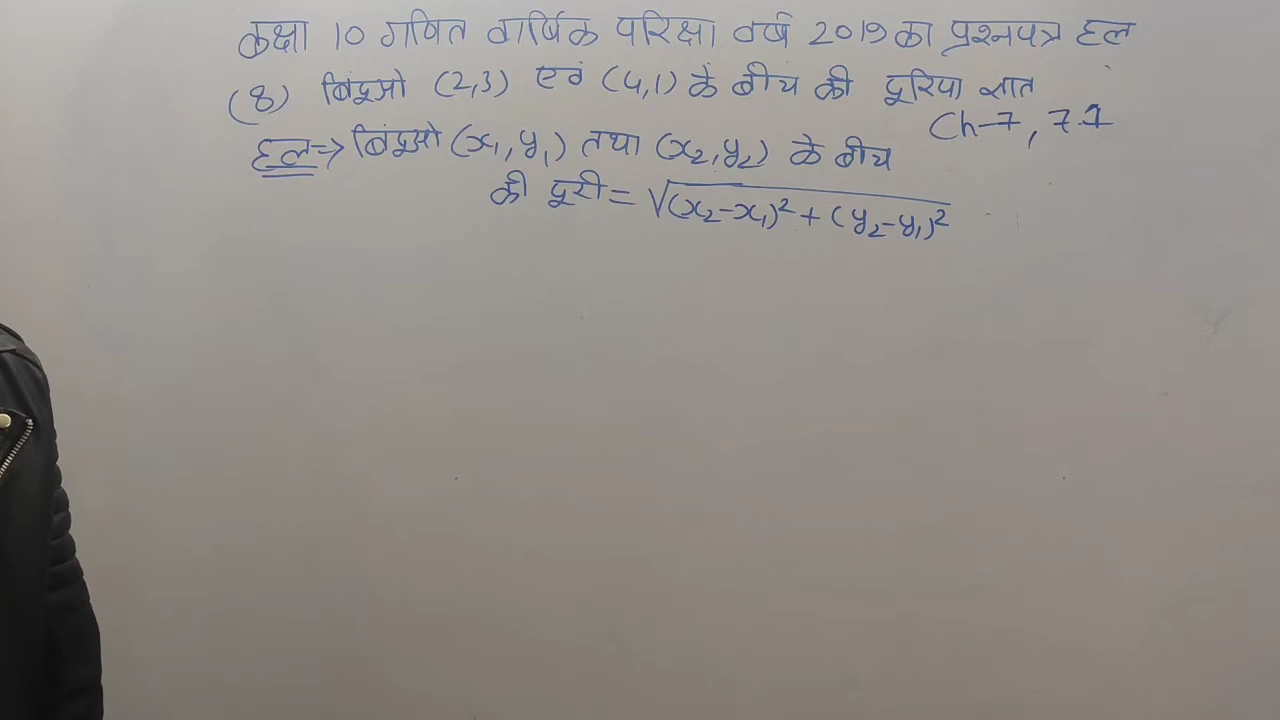 कक्षा 10 गणित वार्षिक परिक्षा वर्ष 2019 का प्रश्नपत्र हल
(8) बिंदूओ (2,3) एवं (4,1) के बीच की दूरिया ज्ञात
Ch-7, 7.1
हल⇒ बिंदूओ (x₁, y₁) तथा (x₂, y₂) के बीच
की दूरी = √(x₂-x₁)² + (y₂-y₁)²